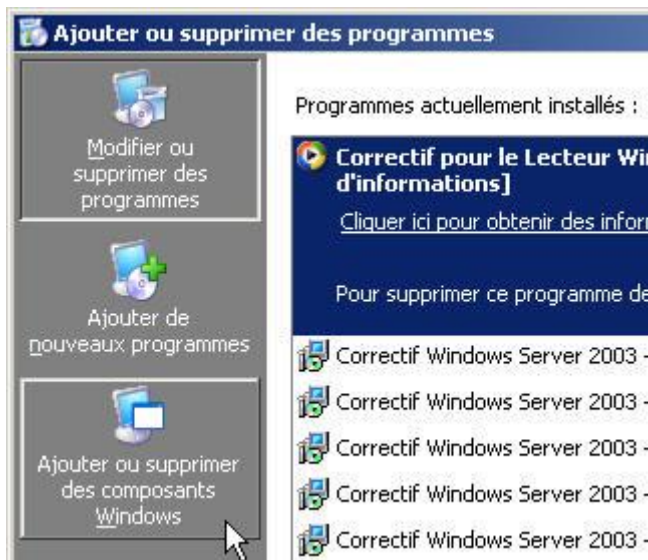 Ajouter ou supprimer des programmes
Modifier ou
supprimer des
programmes
Ajouter de
nouveaux programmes
Ajouter ou supprimer
des composants
Windows
Programmes actuellement installés :
Correctif pour le Lecteur
d'informations]
Cliquer ici pour obtenir des
Pour supprimer ce programme
Correctif Windows Server 2003 -
Correctif Windows Server 2003 -
Correctif Windows Server 2003 -
Correctif Windows Server 2003 -
Correctif Windows Server 2003 -